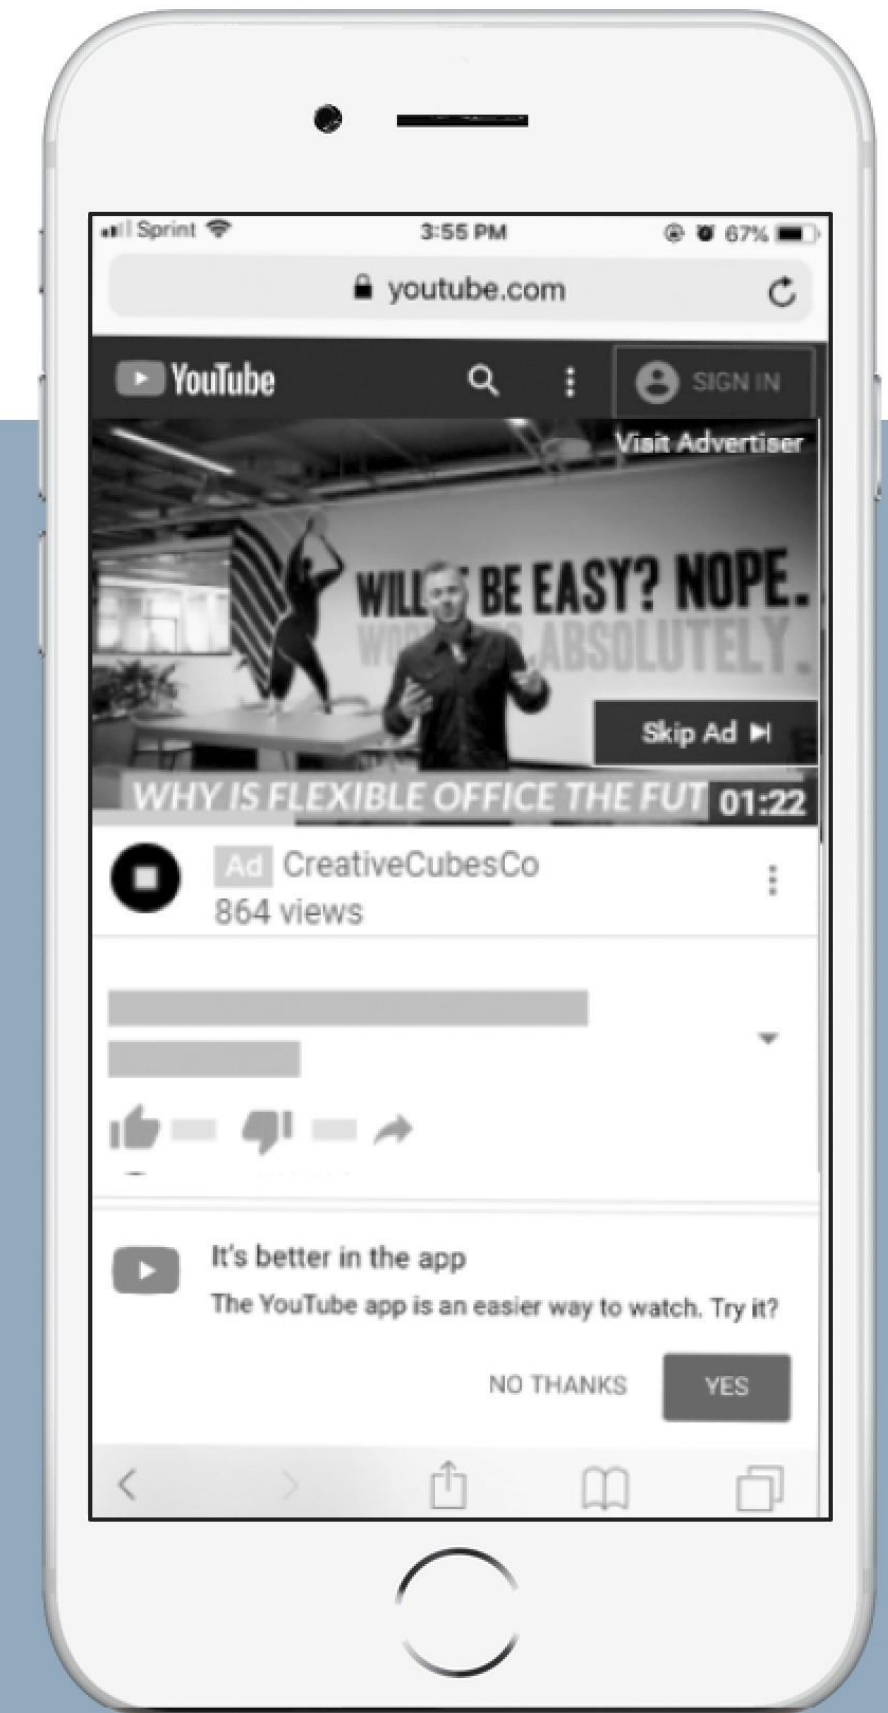 Sprint
3:55 PM
67%
youtube.com
YouTube
SIGN IN
Visit Advertiser
WILL BE EASY? NOPE.
ABSOLUTELY.
Skip Ad
WHY IS FLEXIBLE OFFICE THE FUT
01:22
Ad CreativeCubesCo
864 views
It's better in the app
The YouTube app is an easier way to watch. Try it?
NO THANKS
YES